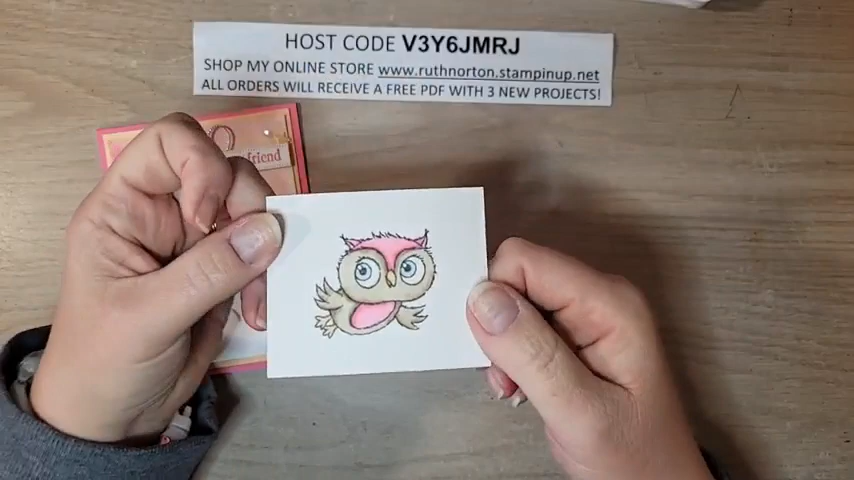 HOST CODE V3Y6JMRJ
SHOP MY ONLINE STORE www.ruthnorton.stampinup.net
ALL ORDERS WILL RECEIVE A FREE PDF WITH 3 NEW PROJECTS!
friend